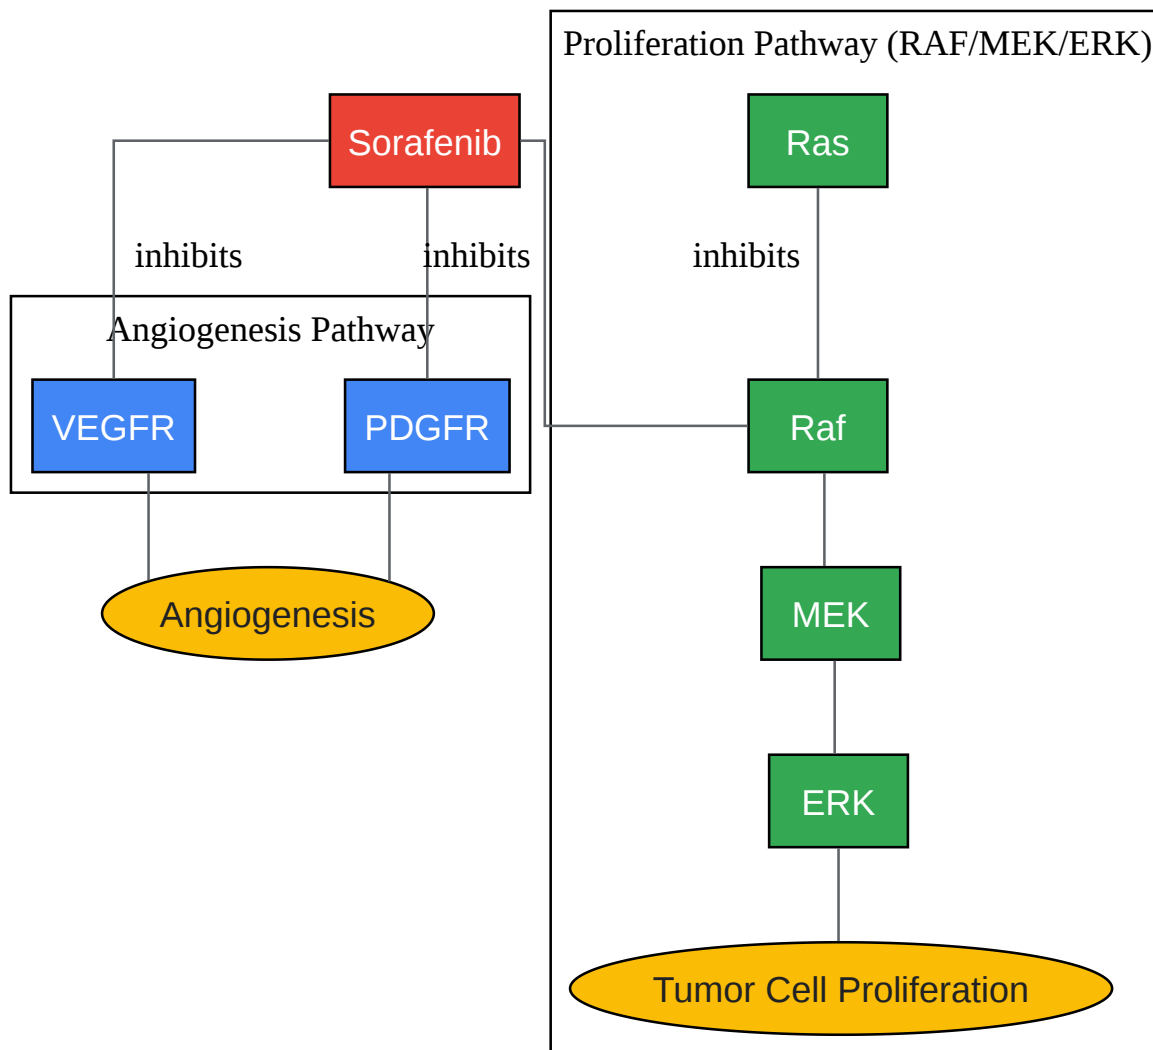 Proliferation Pathway (RAF/MEK/ERK)
Sorafenib
Ras
inhibits
inhibits
inhibits
Angiogenesis Pathway
VEGFR
PDGFR
Raf
MEK
Angiogenesis
ERK
Tumor Cell Proliferation